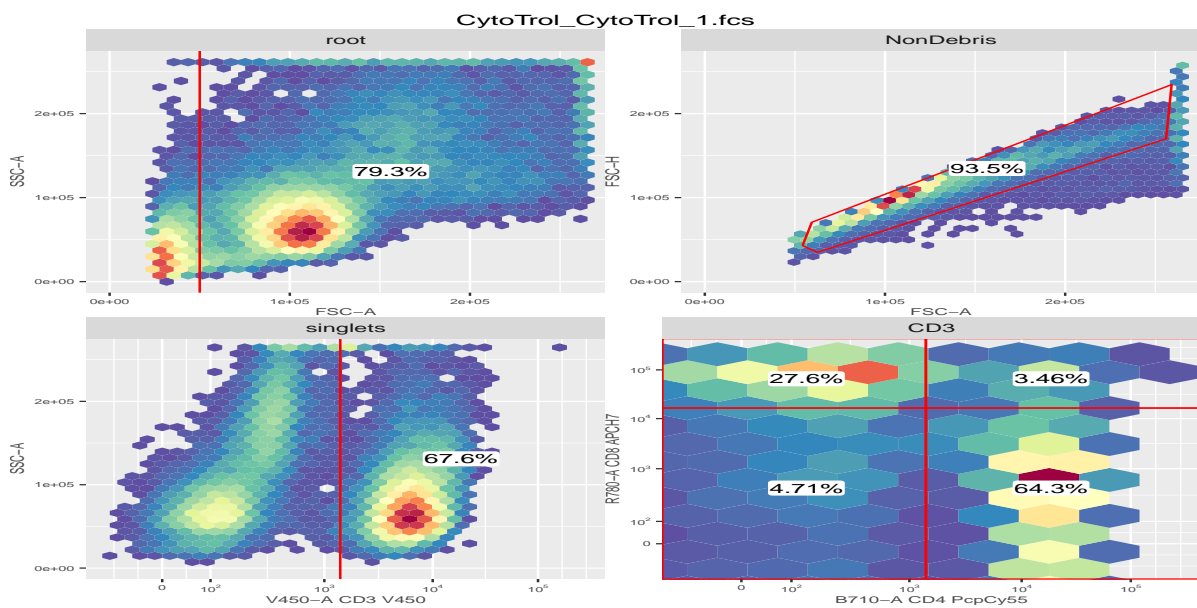 CytoTrol_CytoTrol_1.fcs
root
SSC-A
2e+05
1e+05
0e+00
79.3%
0e+00 1e+05 2e+05
FSC-A
NonDebris
FSC-H
2e+05
1e+05
0e+00
93.5%
0e+00 1e+05 2e+05
FSC-A
singlets
SSC-A
2e+05
1e+05
0e+00
67.6%
0 10² 10³ 10⁴ 10⁵
V450-A CD3 V450
CD3
R780-A CD8 APCH7
10⁵
10⁴
10³
10²
0
27.6% 3.46%
4.71% 64.3%
0 10² 10³ 10⁴ 10⁵
B710-A CD4 PcpCy55